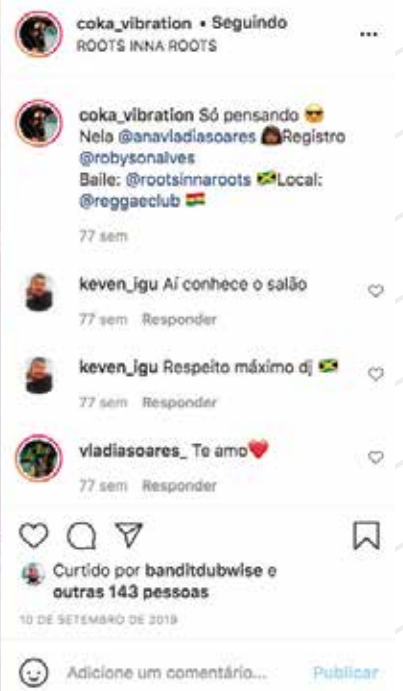 coka_vibration • Seguindo
ROOTS INNA ROOTS
...
coka_vibration Só pensando 😎
Nela @anavladiasoares 👩🏾‍🦱Registro
@robysonalves
Baile: @rootsinnaroots 🇯🇲Local:
@reggaeclub 🇬🇭
77 sem
keven_igu Aí conhece o salão
77 sem Responder
keven_igu Respeito máximo dj 🇯🇲
77 sem Responder
vladiasoares_ Te amo❤️
77 sem Responder
Curtido por banditdubwise e
outras 143 pessoas
10 DE SETEMBRO DE 2019
Adicione um comentário... Publicar